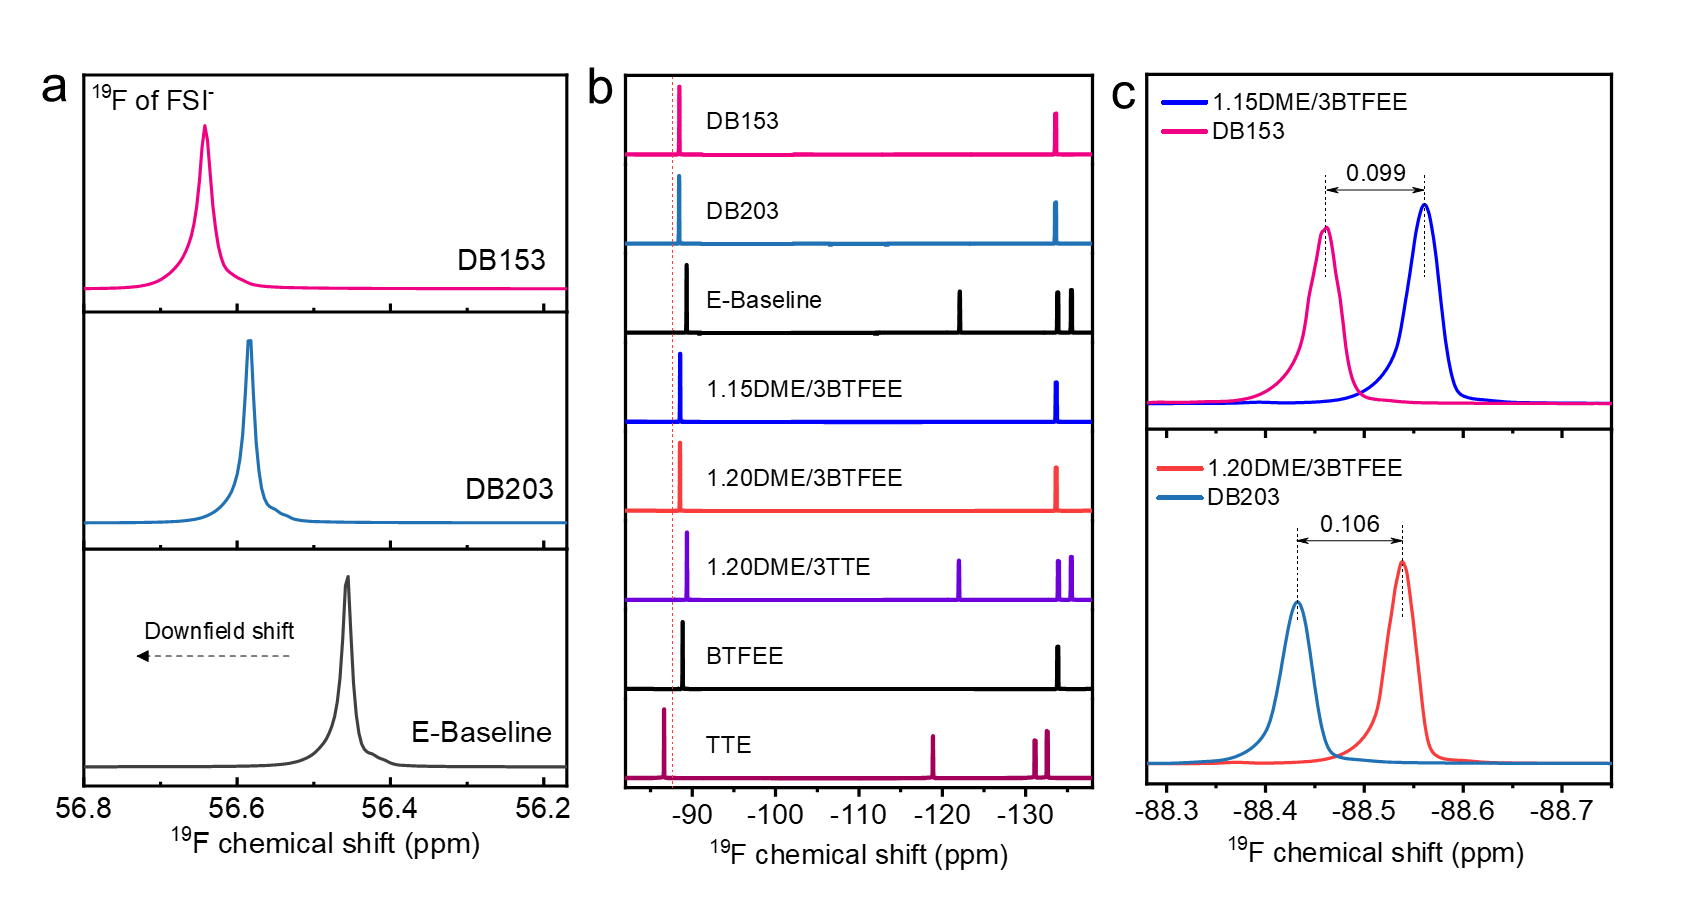 a
¹⁹F of FSI⁻
DB153
DB203
Downfield shift
E-Baseline
56.8 56.6 56.4 56.2
¹⁹F chemical shift (ppm)
b
DB153
DB203
E-Baseline
1.15DME/3BTFEE
1.20DME/3BTFEE
1.20DME/3TTE
BTFEE
TTE
-90 -100 -110 -120 -130
¹⁹F chemical shift (ppm)
c
1.15DME/3BTFEE
DB153
0.099
1.20DME/3BTFEE
DB203
0.106
-88.3 -88.4 -88.5 -88.6 -88.7
¹⁹F chemical shift (ppm)